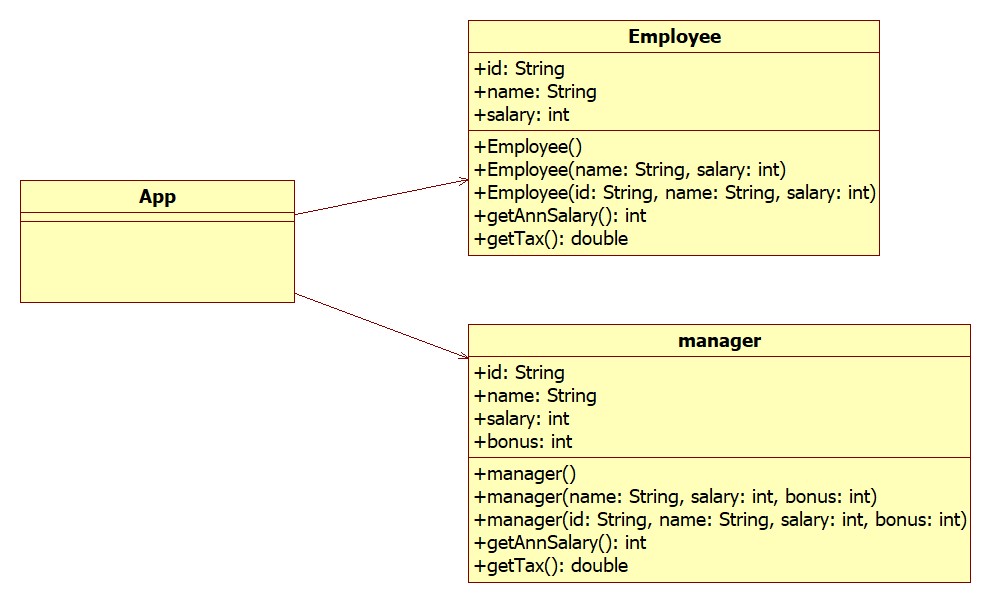 App
Employee
+id: String
+name: String
+salary: int
+Employee()
+Employee(name: String, salary: int)
+Employee(id: String, name: String, salary: int)
+getAnnSalary(): int
+getTax(): double
manager
+id: String
+name: String
+salary: int
+bonus: int
+manager()
+manager(name: String, salary: int, bonus: int)
+manager(id: String, name: String, salary: int, bonus: int)
+getAnnSalary(): int
+getTax(): double